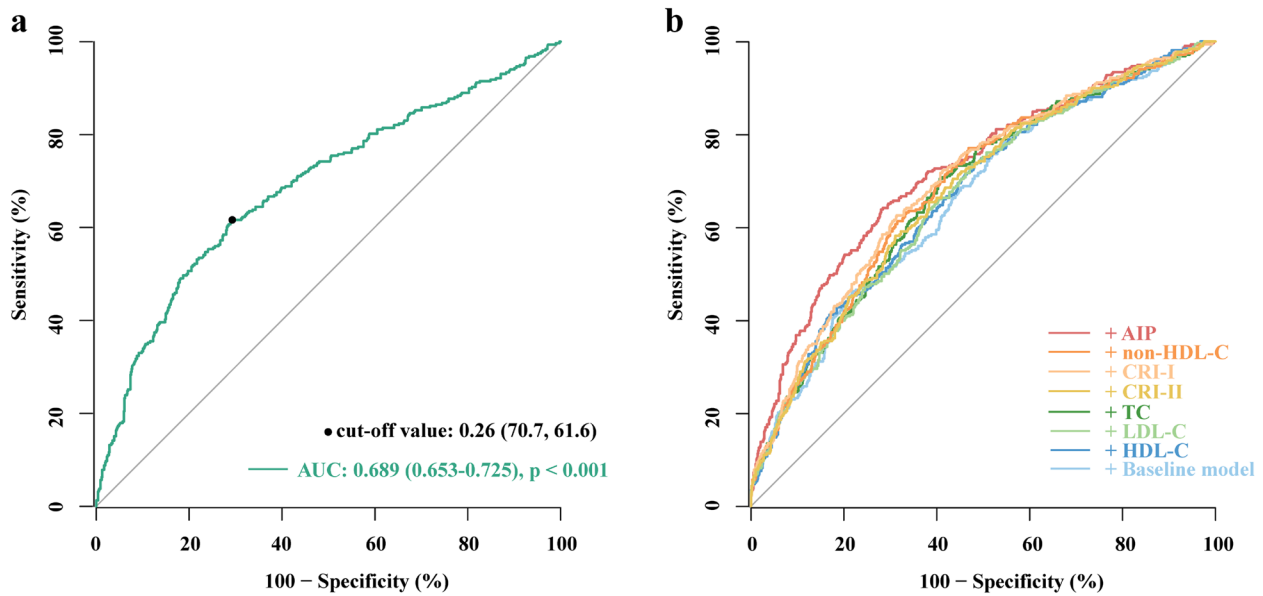 a
100
80
60
40
20
0
Sensitivity (%)
cut-off value: 0.26 (70.7, 61.6)
AUC: 0.689 (0.653-0.725), p < 0.001
0 20 40 60 80 100
100 − Specificity (%)
b
100
80
60
40
20
0
Sensitivity (%)
+ AIP
+ non-HDL-C
+ CRI-I
+ CRI-II
+ TC
+ LDL-C
+ HDL-C
+ Baseline model
0 20 40 60 80 100
100 − Specificity (%)